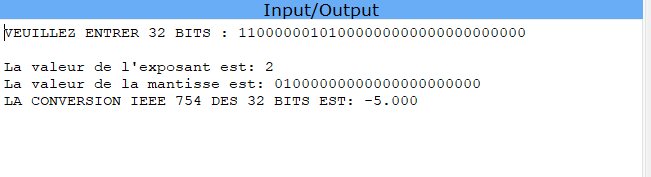 Input/Output
VEUILLEZ ENTRER 32 BITS : 11000000101000000000000000000000
La valeur de l'exposant est: 2
La valeur de la mantisse est: 01000000000000000000000
LA CONVERSION IEEE 754 DES 32 BITS EST: -5.000